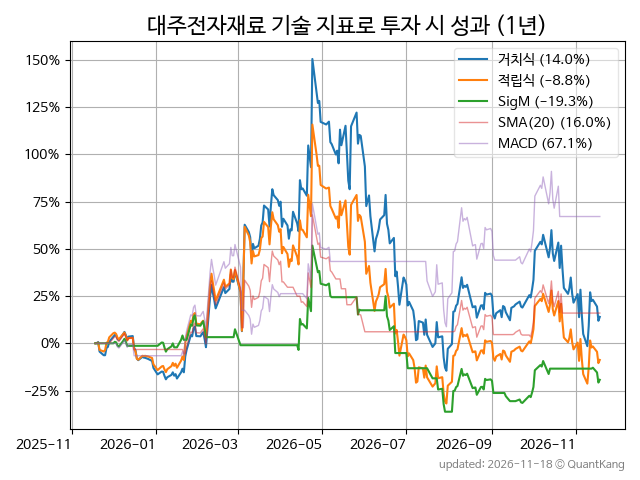 대주전자재료 기술 지표로 투자 시 성과 (1년)
150%
125%
100%
75%
50%
25%
0%
−25%
거치식 (14.0%)
적립식 (−8.8%)
SigM (−19.3%)
SMA(20) (16.0%)
MACD (67.1%)
2025-11 2026-01 2026-03 2026-05 2026-07 2026-09 2026-11
updated: 2026-11-18 © QuantKang